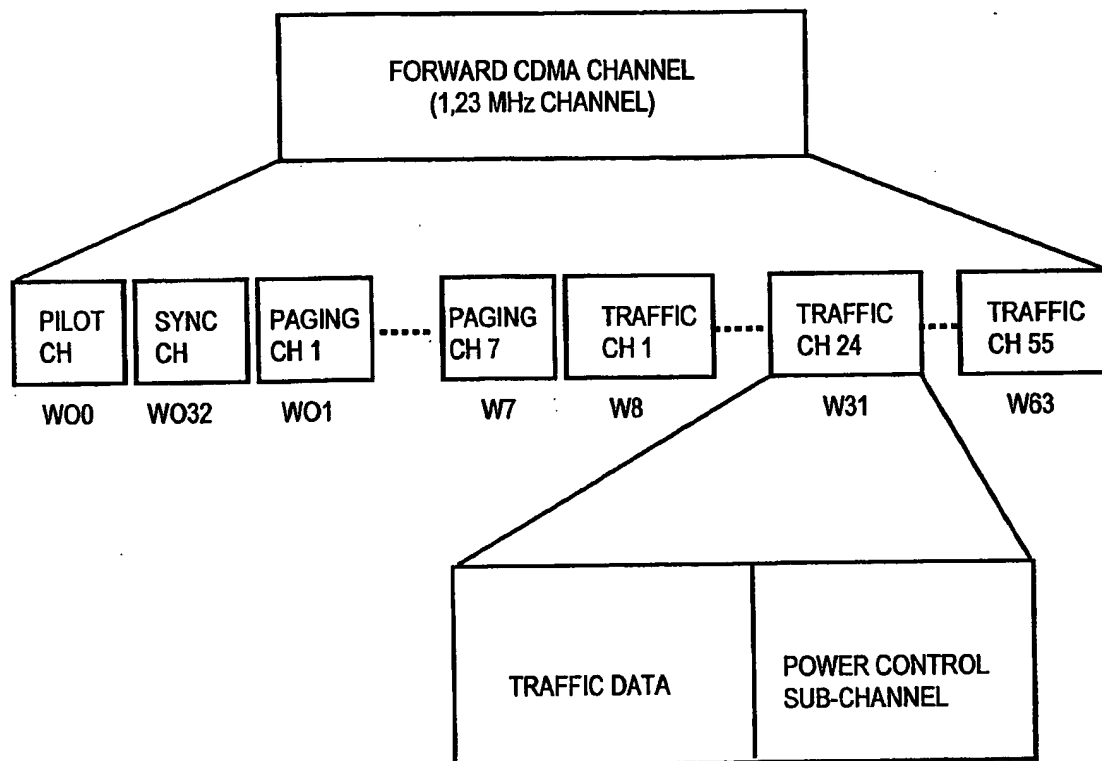 FORWARD CDMA CHANNEL
(1,23 MHz CHANNEL)
PILOT
CH
SYNC
CH
PAGING
CH 1
PAGING
CH 7
TRAFFIC
CH 1
TRAFFIC
CH 24
TRAFFIC
CH 55
WO0
WO32
WO1
W7
W8
W31
W63
TRAFFIC DATA
POWER CONTROL
SUB-CHANNEL